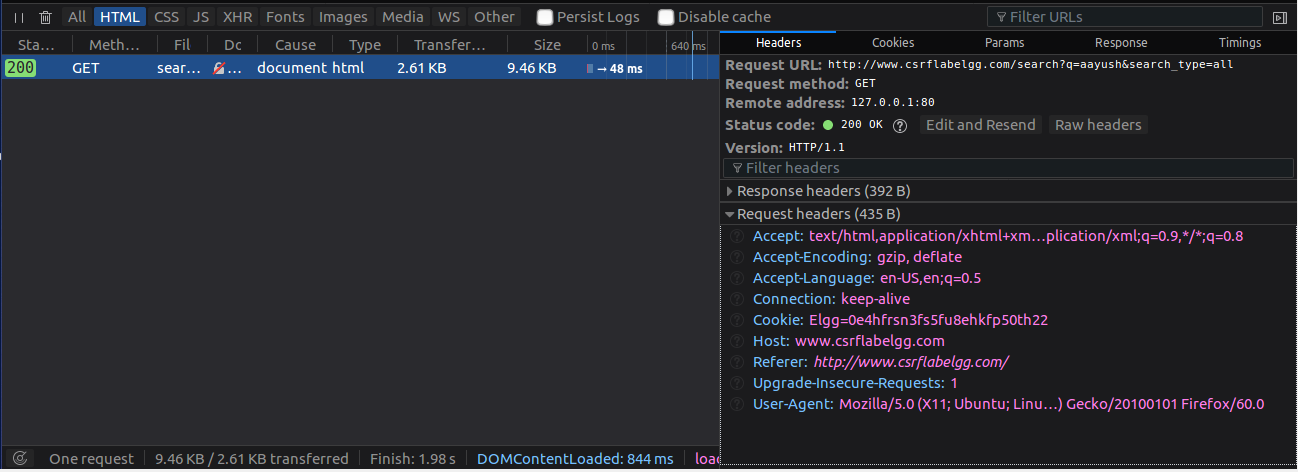 All HTML CSS JS XHR Fonts Images Media WS Other Persist Logs Disable cache Filter URLs
Sta… Meth… Fil Dc Cause Type Transfer… Size 0 ms 640 ms
200 GET sear… … document html 2.61 KB 9.46 KB → 48 ms
One request 9.46 KB / 2.61 KB transferred Finish: 1.98 s DOMContentLoaded: 844 ms load
Headers Cookies Params Response Timings
Request URL: http://www.csrflabelgg.com/search?q=aayush&search_type=all
Request method: GET
Remote address: 127.0.0.1:80
Status code: 200 OK ? Edit and Resend Raw headers
Version: HTTP/1.1
Filter headers
Response headers (392 B)
Request headers (435 B)
? Accept: text/html,application/xhtml+xm…plication/xml;q=0.9,*/*;q=0.8
? Accept-Encoding: gzip, deflate
? Accept-Language: en-US,en;q=0.5
? Connection: keep-alive
? Cookie: Elgg=0e4hfrsn3fs5fu8ehkfp50th22
? Host: www.csrflabelgg.com
? Referer: http://www.csrflabelgg.com/
? Upgrade-Insecure-Requests: 1
? User-Agent: Mozilla/5.0 (X11; Ubuntu; Linu…) Gecko/20100101 Firefox/60.0